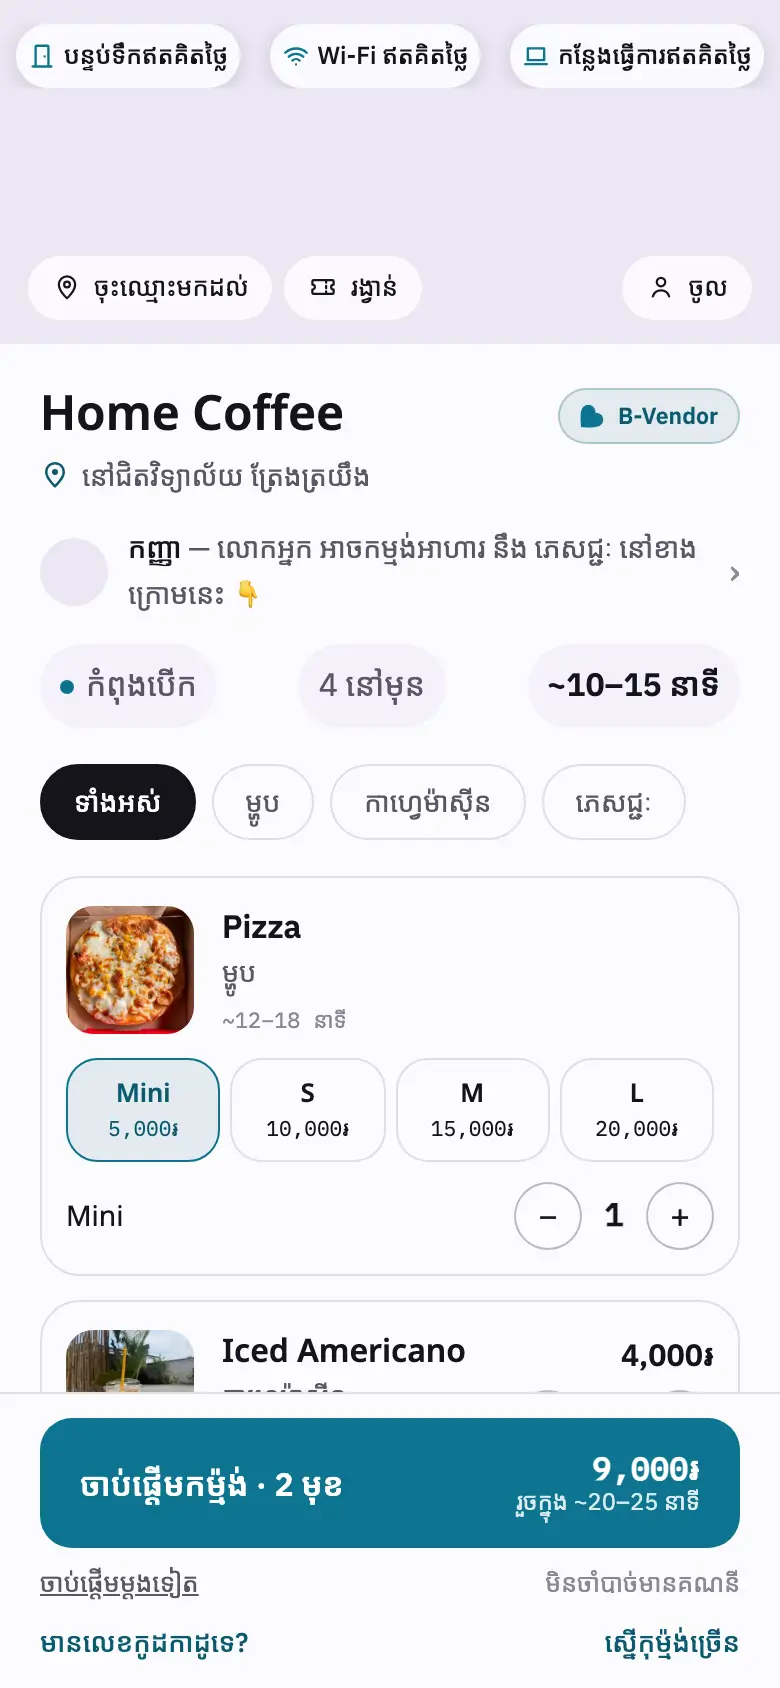 បន្ទប់ទឹកឥតគិតថ្លៃ
Wi-Fi ឥតគិតថ្លៃ
កន្លែងធ្វើការឥតគិតថ្លៃ
ចុះឈ្មោះមកដល់
រង្វាន់
ចូល
Home Coffee
B-Vendor
នៅជិតវិទ្យាល័យ ត្រែងត្រយឹង
កញ្ញា — លោកអ្នក អាចកម្មង់អាហារ នឹង ភេសជ្ជៈ នៅខាង
ក្រោមនេះ 👇
›
កំពុងបើក
4 នៅមុន
~10–15 នាទី
ទាំងអស់
ម្ហូប
កាហ្វេម៉ាស៊ីន
ភេសជ្ជៈ
Pizza
ម្ហូប
~12–18 នាទី
Mini
5,000៛
S
10,000៛
M
15,000៛
L
20,000៛
Mini
− 1 +
Iced Americano
4,000៛
ចាប់ផ្តើមកម្ម៉ង់ · 2 មុខ
9,000៛
រួចក្នុង ~20–25 នាទី
ចាប់ផ្តើមម្តងទៀត
មិនចាំបាច់មានគណនី
មានលេខកូដកាដូទេ?
ស្នើកុម្ម៉ង់ច្រើន